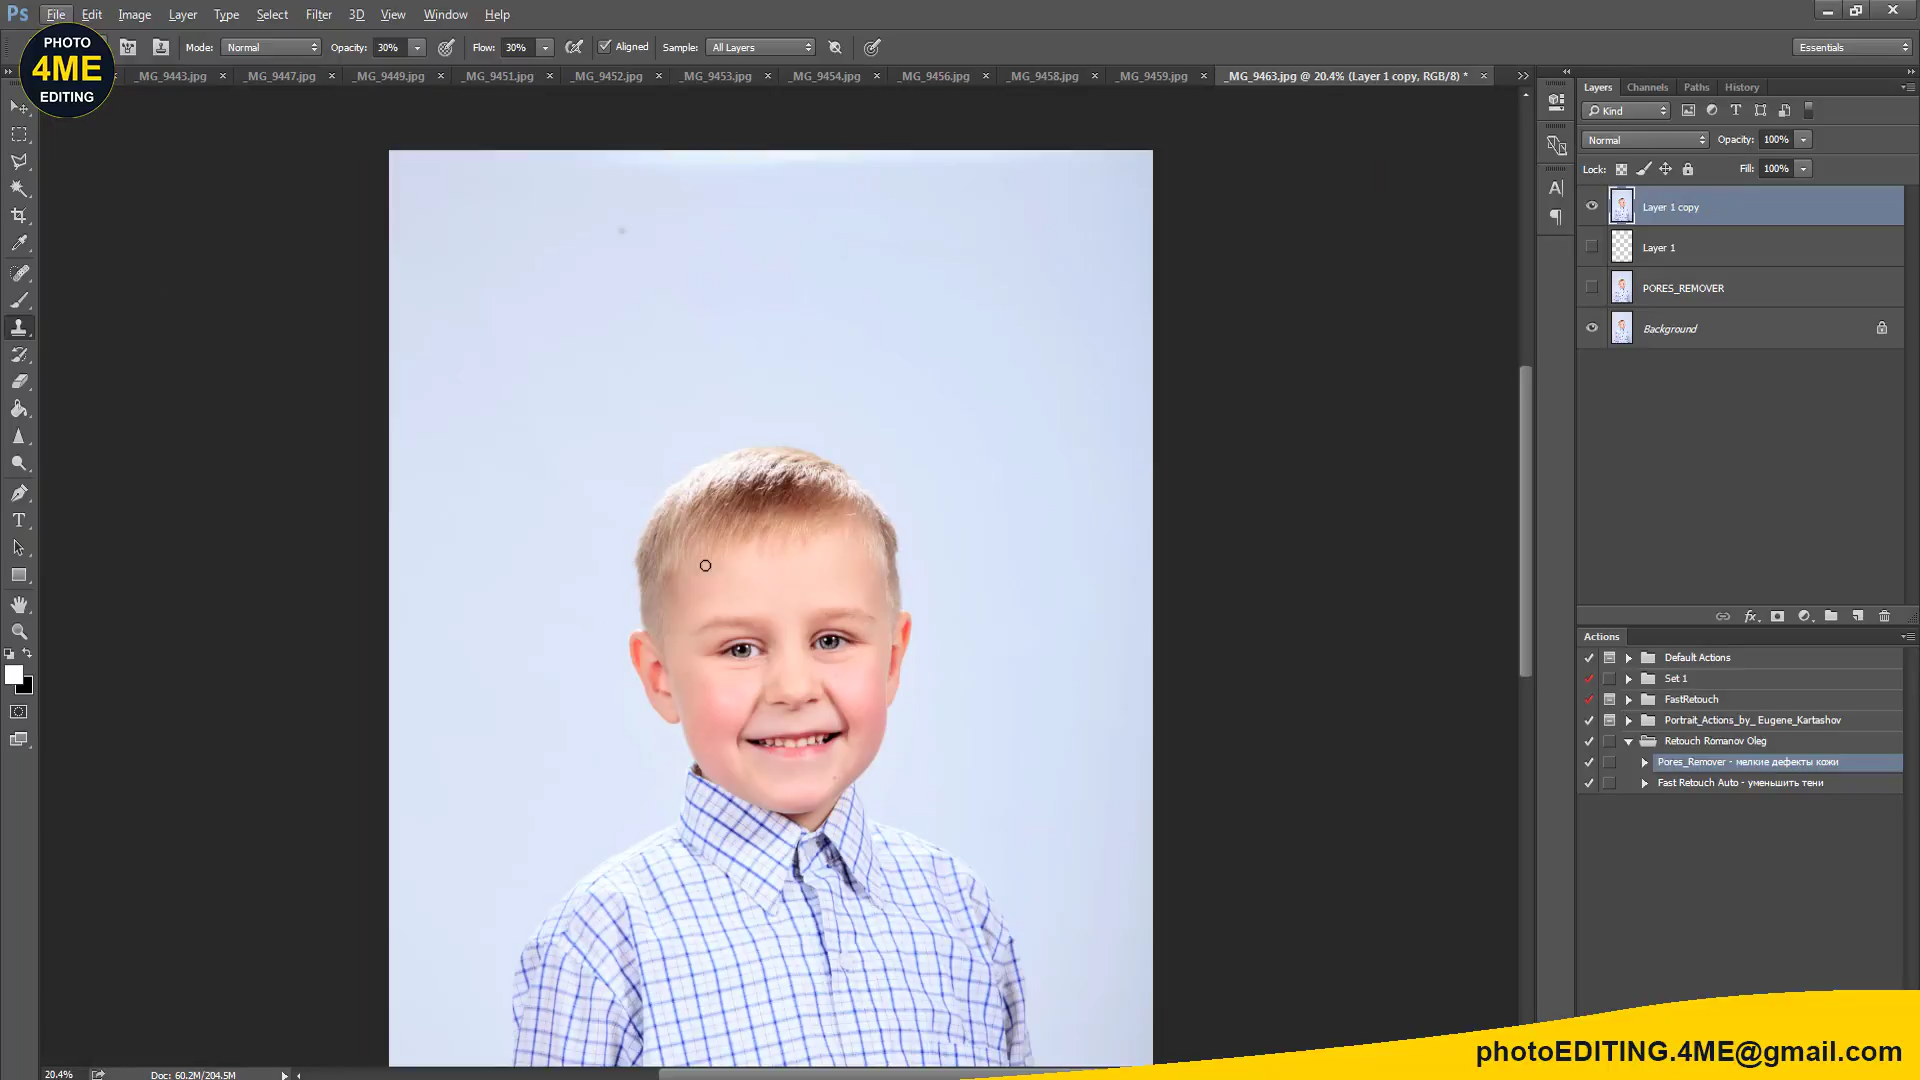 Ps File Edit Image Layer Type Select Filter 3D View Window Help
PHOTO
4ME
EDITING
Mode: Normal Opacity: 30% Flow: 30% Aligned Sample: All Layers Essentials
_MG_9443.jpg × _MG_9447.jpg × _MG_9449.jpg × _MG_9451.jpg × _MG_9452.jpg × _MG_9453.jpg × _MG_9454.jpg × _MG_9456.jpg × _MG_9458.jpg × _MG_9459.jpg × _MG_9463.jpg @ 20.4% (Layer 1 copy, RGB/8) * ×
Layers Channels Paths History
Kind
Normal Opacity: 100%
Lock: Fill: 100%
Layer 1 copy
Layer 1
PORES_REMOVER
Background
Actions
Default Actions
Set 1
FastRetouch
Portrait_Actions_by_ Eugene_Kartashov
Retouch Romanov Oleg
Pores_Remover - мелкие дефекты кожи
Fast Retouch Auto - уменьшить тени
photoEDITING.4ME@gmail.com
20.4% Doc: 60.2M/204.5M